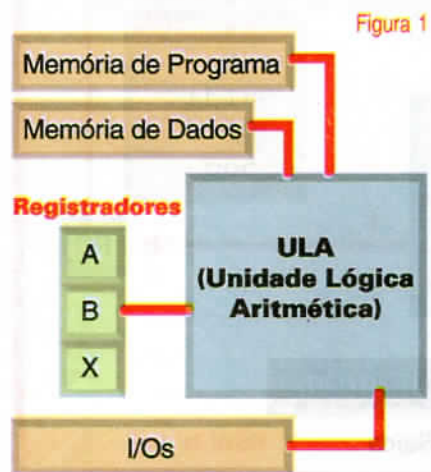 Figura 1
Memória de Programa
Memória de Dados
Registradores
A
B
X
ULA
(Unidade Lógica
Aritmética)
I/Os